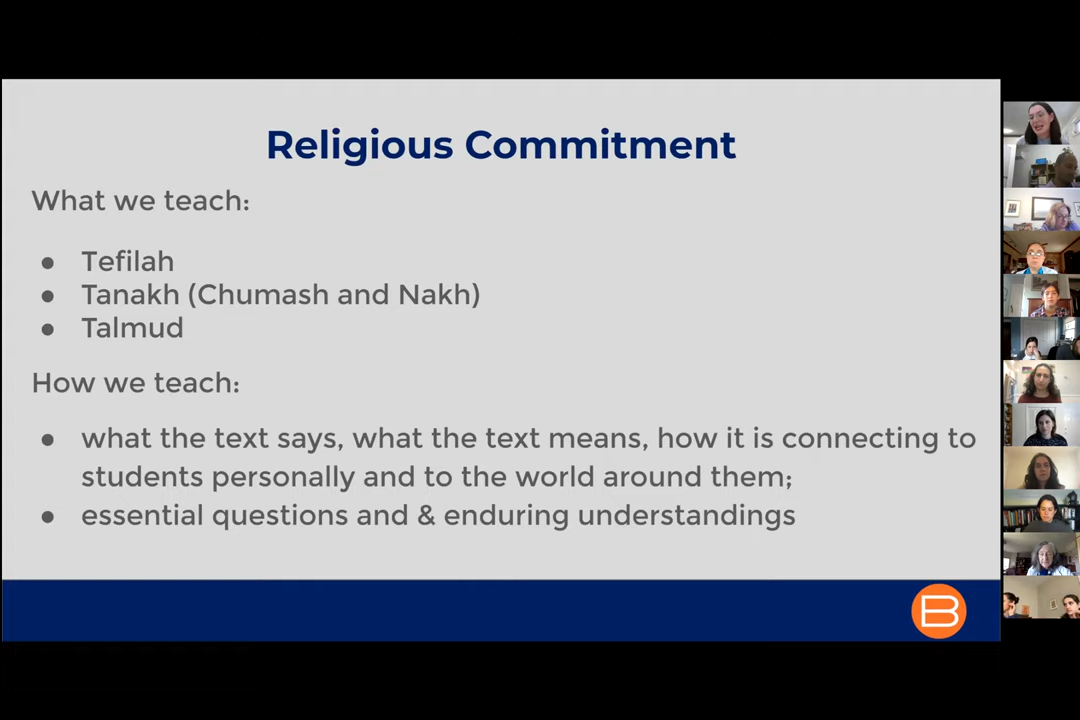 Religious Commitment
What we teach:
● Tefilah
● Tanakh (Chumash and Nakh)
● Talmud
How we teach:
● what the text says, what the text means, how it is connecting to
students personally and to the world around them;
● essential questions and & enduring understandings
B